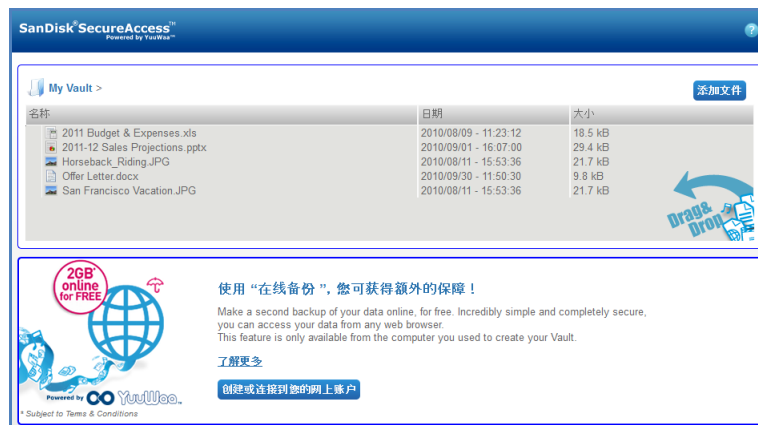 SanDisk® SecureAccess™
Powered by YuuWaa™
?
My Vault >
添加文件
名称 日期 大小
2011 Budget & Expenses.xls 2010/08/09 - 11:23:12 18.5 kB
2011-12 Sales Projections.pptx 2010/09/01 - 16:07:00 29.4 kB
Horseback_Riding.JPG 2010/08/11 - 15:53:36 21.7 kB
Offer Letter.docx 2010/09/30 - 11:50:30 9.8 kB
San Francisco Vacation.JPG 2010/08/11 - 15:53:36 21.7 kB
Drag&
Drop
2GB*
online
for FREE
使用 “在线备份 ”, 您可获得额外的保障！
Make a second backup of your data online, for free. Incredibly simple and completely secure,
you can access your data from any web browser.
This feature is only available from the computer you used to create your Vault.
了解更多
创建或连接到您的网上账户
Powered by YuuWaa™
* Subject to Terms & Conditions